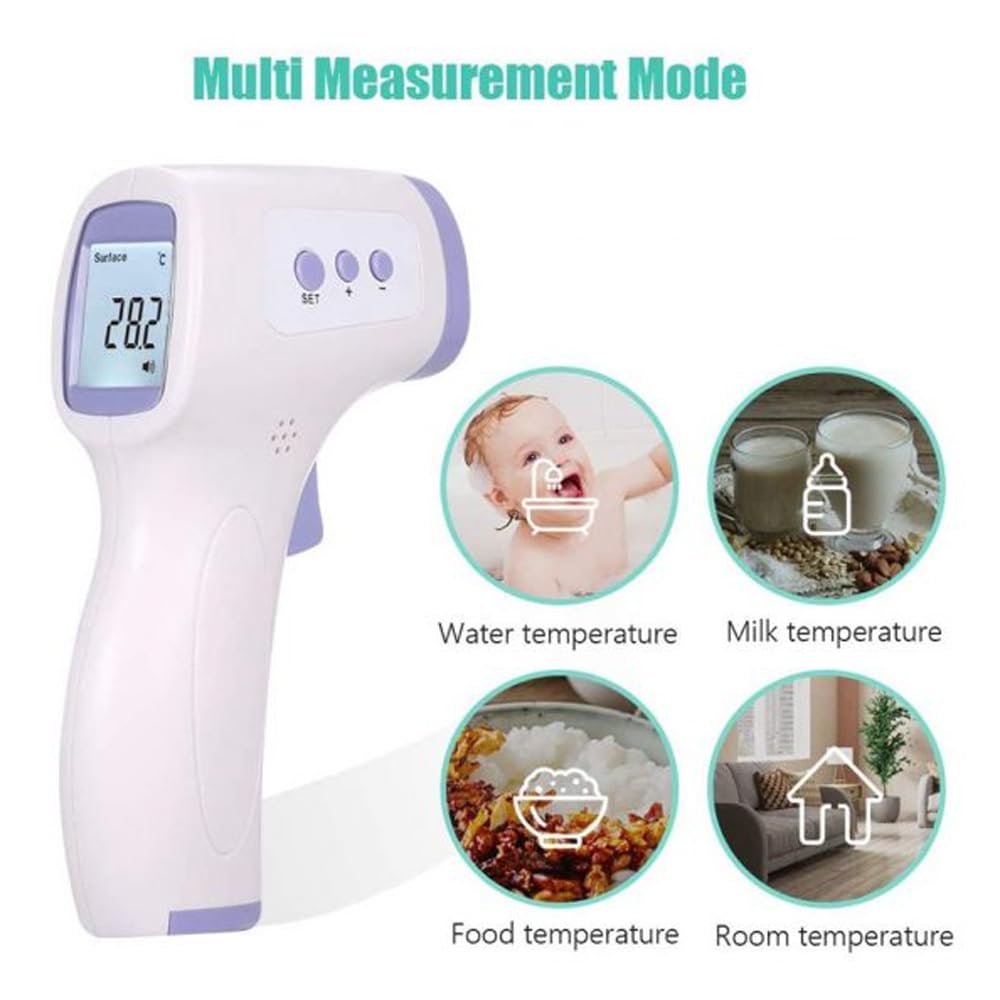 Multi Measurement Mode
Surface °C
28.2
SET + -
Water temperature
Milk temperature
Food temperature
Room temperature